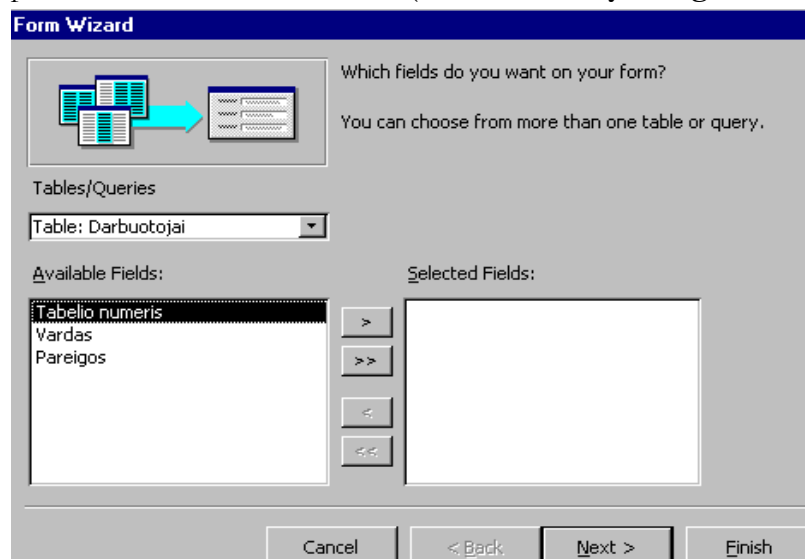 Form Wizard
Which fields do you want on your form?
You can choose from more than one table or query.
Tables/Queries
Table: Darbuotojai
Available Fields:
Selected Fields:
Tabelio numeris
Vardas
Pareigos
>
>>
<
<<
Cancel
< Back
Next >
Finish